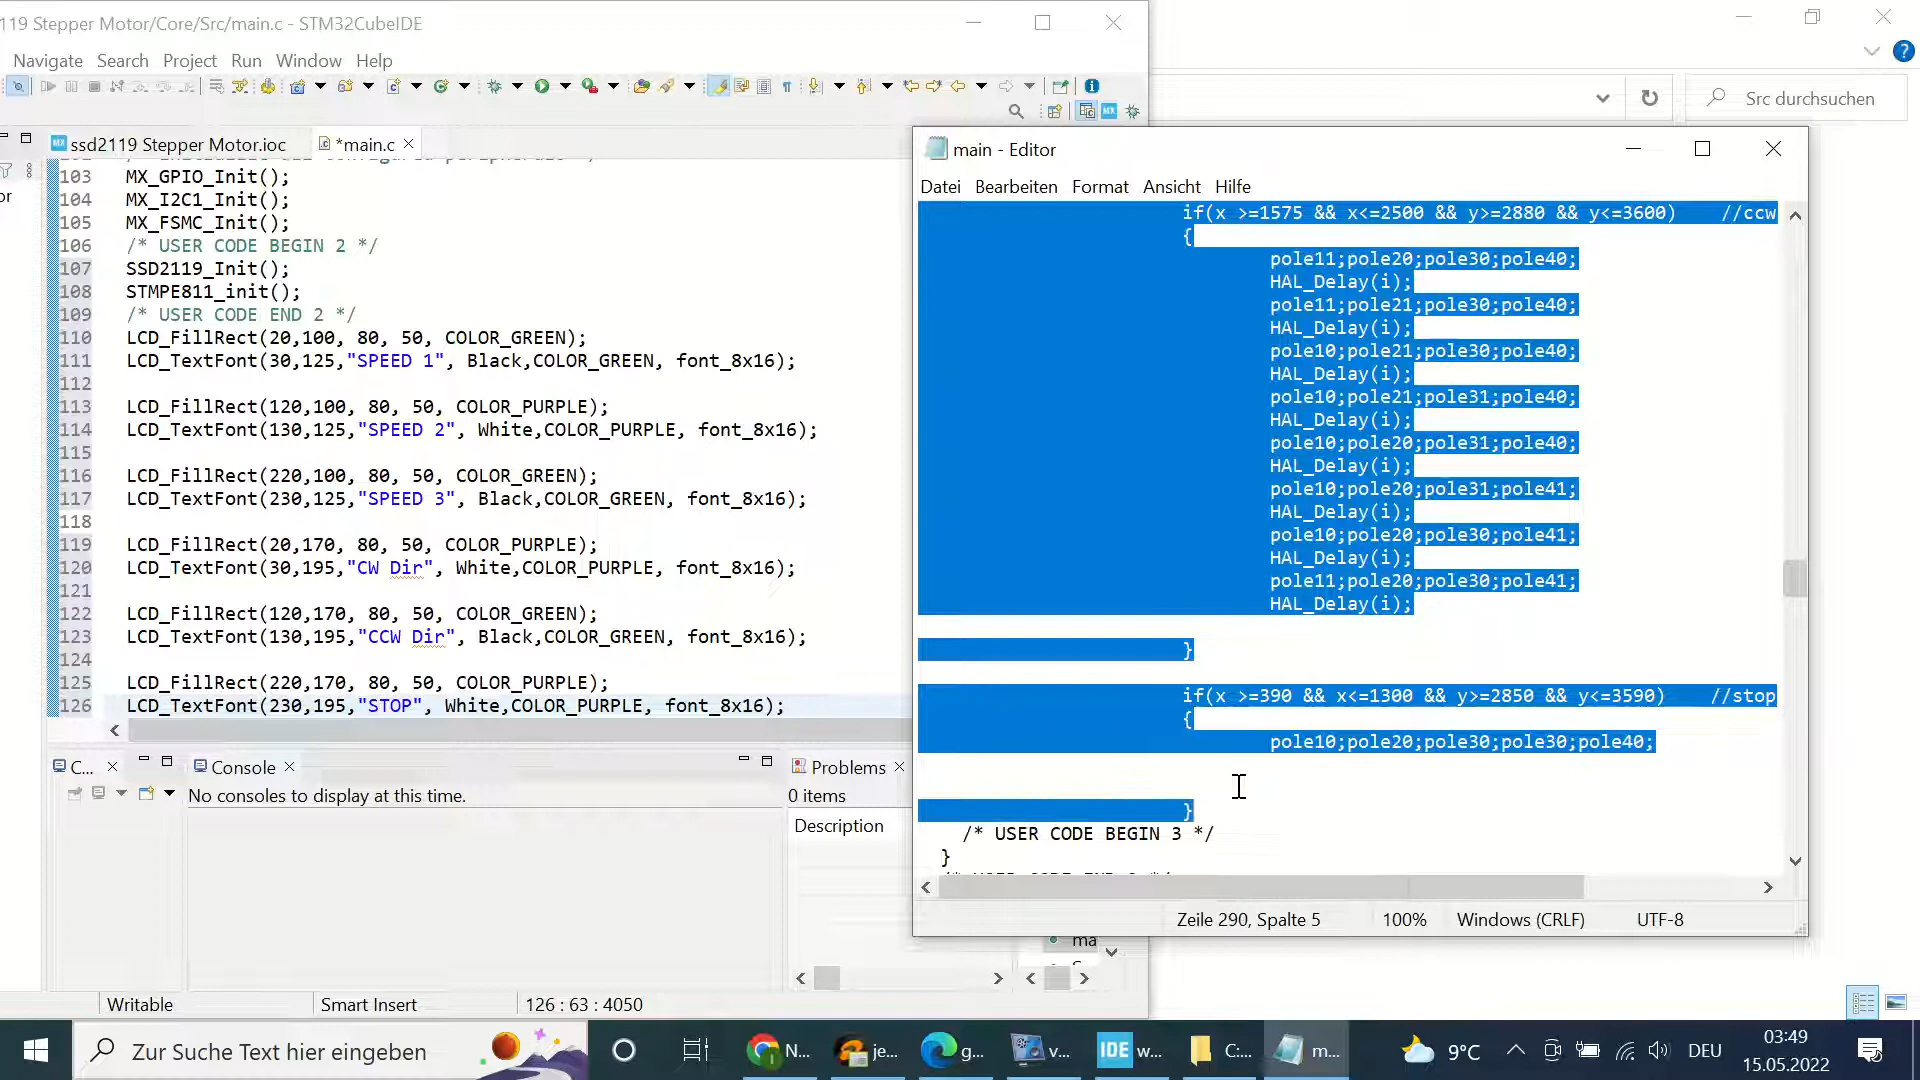 119 Stepper Motor/Core/Src/main.c - STM32CubeIDE
Navigate Search Project Run Window Help
Src durchsuchen
ssd2119 Stepper Motor.ioc
*main.c
103 MX_GPIO_Init();
104 MX_I2C1_Init();
105 MX_FSMC_Init();
106 /* USER CODE BEGIN 2 */
107 SSD2119_Init();
108 STMPE811_init();
109 /* USER CODE END 2 */
110 LCD_FillRect(20,100, 80, 50, COLOR_GREEN);
111 LCD_TextFont(30,125,"SPEED 1", Black,COLOR_GREEN, font_8x16);
112
113 LCD_FillRect(120,100, 80, 50, COLOR_PURPLE);
114 LCD_TextFont(130,125,"SPEED 2", White,COLOR_PURPLE, font_8x16);
115
116 LCD_FillRect(220,100, 80, 50, COLOR_GREEN);
117 LCD_TextFont(230,125,"SPEED 3", Black,COLOR_GREEN, font_8x16);
118
119 LCD_FillRect(20,170, 80, 50, COLOR_PURPLE);
120 LCD_TextFont(30,195,"CW Dir", White,COLOR_PURPLE, font_8x16);
121
122 LCD_FillRect(120,170, 80, 50, COLOR_GREEN);
123 LCD_TextFont(130,195,"CCW Dir", Black,COLOR_GREEN, font_8x16);
124
125 LCD_FillRect(220,170, 80, 50, COLOR_PURPLE);
126 LCD_TextFont(230,195,"STOP", White,COLOR_PURPLE, font_8x16);
C...
Console
No consoles to display at this time.
Problems
0 items
Description
Writable
Smart Insert
126 : 63 : 4050
main - Editor
Datei Bearbeiten Format Ansicht Hilfe
if(x >=1575 && x<=2500 && y>=2880 && y<=3600) //ccw
{
pole11;pole20;pole30;pole40;
HAL_Delay(i);
pole11;pole21;pole30;pole40;
HAL_Delay(i);
pole10;pole21;pole30;pole40;
HAL_Delay(i);
pole10;pole21;pole31;pole40;
HAL_Delay(i);
pole10;pole20;pole31;pole40;
HAL_Delay(i);
pole10;pole20;pole31;pole41;
HAL_Delay(i);
pole10;pole20;pole30;pole41;
HAL_Delay(i);
pole11;pole20;pole30;pole41;
HAL_Delay(i);
}
if(x >=390 && x<=1300 && y>=2850 && y<=3590) //stop
{
pole10;pole20;pole30;pole30;pole40;
}
/* USER CODE BEGIN 3 */
}
Zeile 290, Spalte 5
100%
Windows (CRLF)
UTF-8
ma
Zur Suche Text hier eingeben
N...
je...
g...
v...
IDE w...
C:...
m...
9°C
DEU
03:49
15.05.2022